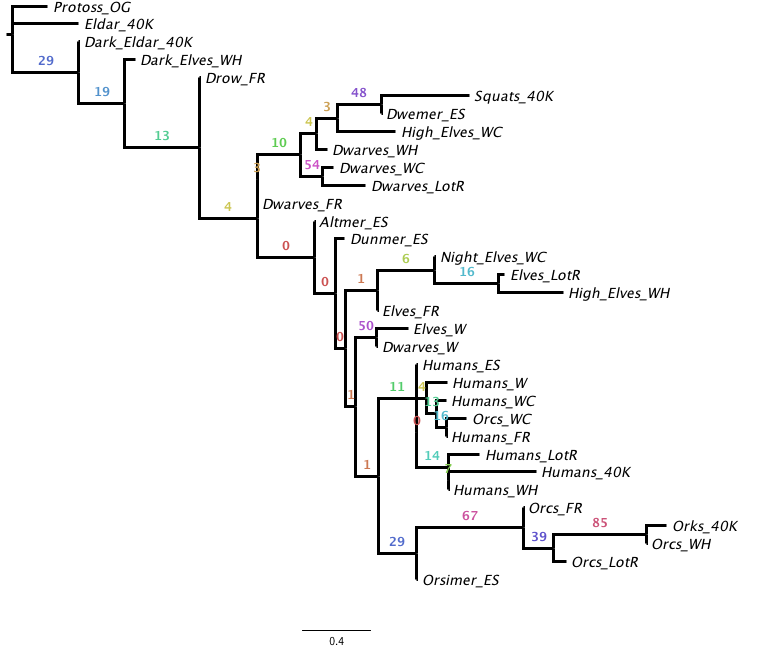 Protoss_OG
Eldar_40K
Dark_Eldar_40K
29
Dark_Elves_WH
19
Drow_FR
48
Squats_40K
3
Dwemer_ES
4
High_Elves_WC
13
10
Dwarves_WH
54
Dwarves_WC
3
Dwarves_LotR
4
Dwarves_FR
Altmer_ES
0
Dunmer_ES
Night_Elves_WC
6
16
Elves_LotR
0
1
High_Elves_WH
Elves_FR
50
Elves_W
0
Dwarves_W
Humans_ES
11
4
Humans_W
1
13
Humans_WC
16
Orcs_WC
0
Humans_FR
14
Humans_LotR
1
Humans_40K
Humans_WH
Orcs_FR
67
85
Orks_40K
39
29
Orcs_WH
Orcs_LotR
Orsimer_ES
0.4